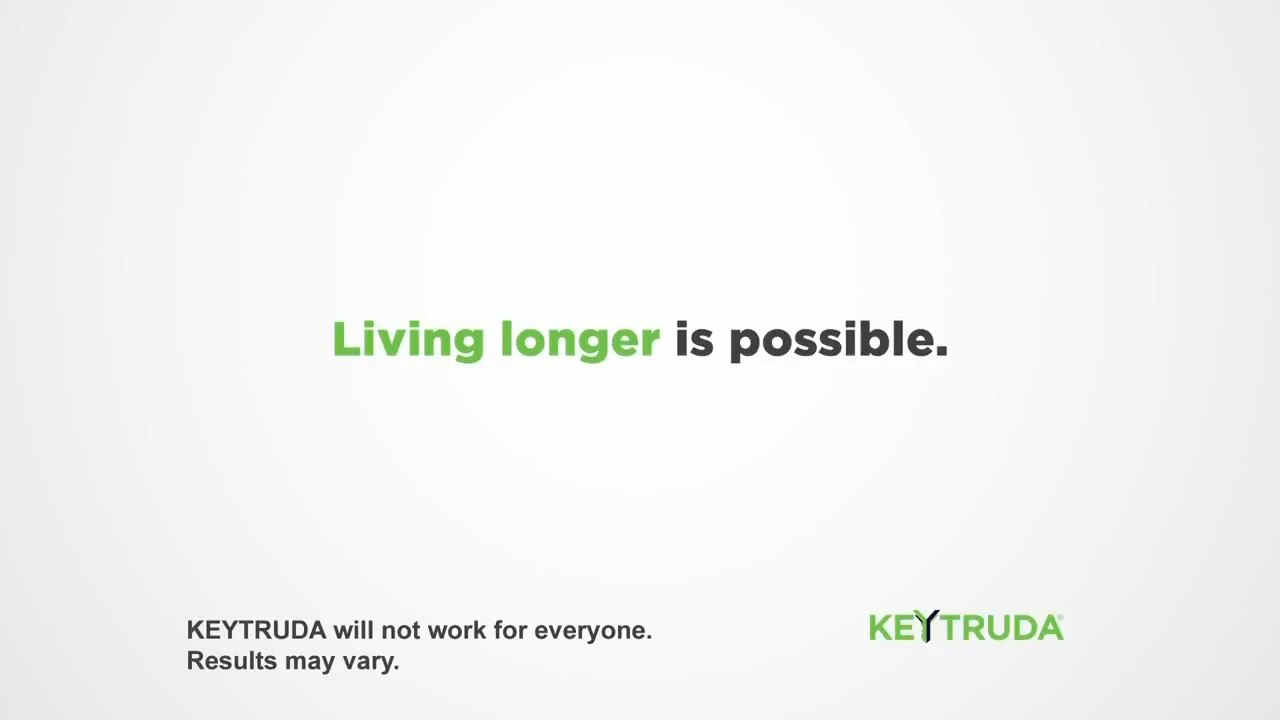 Living longer is possible.
KEYTRUDA will not work for everyone.
Results may vary.
KEYTRUDA®